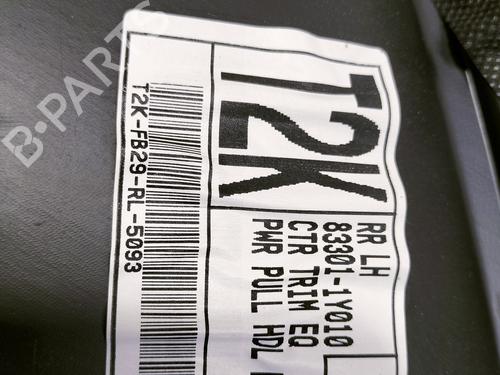 T2K
RR LH
83301-1Y010
CTR TRIM EQ
PWR PULL HDL
T2K-FB29-RL-5093
B-PARTS